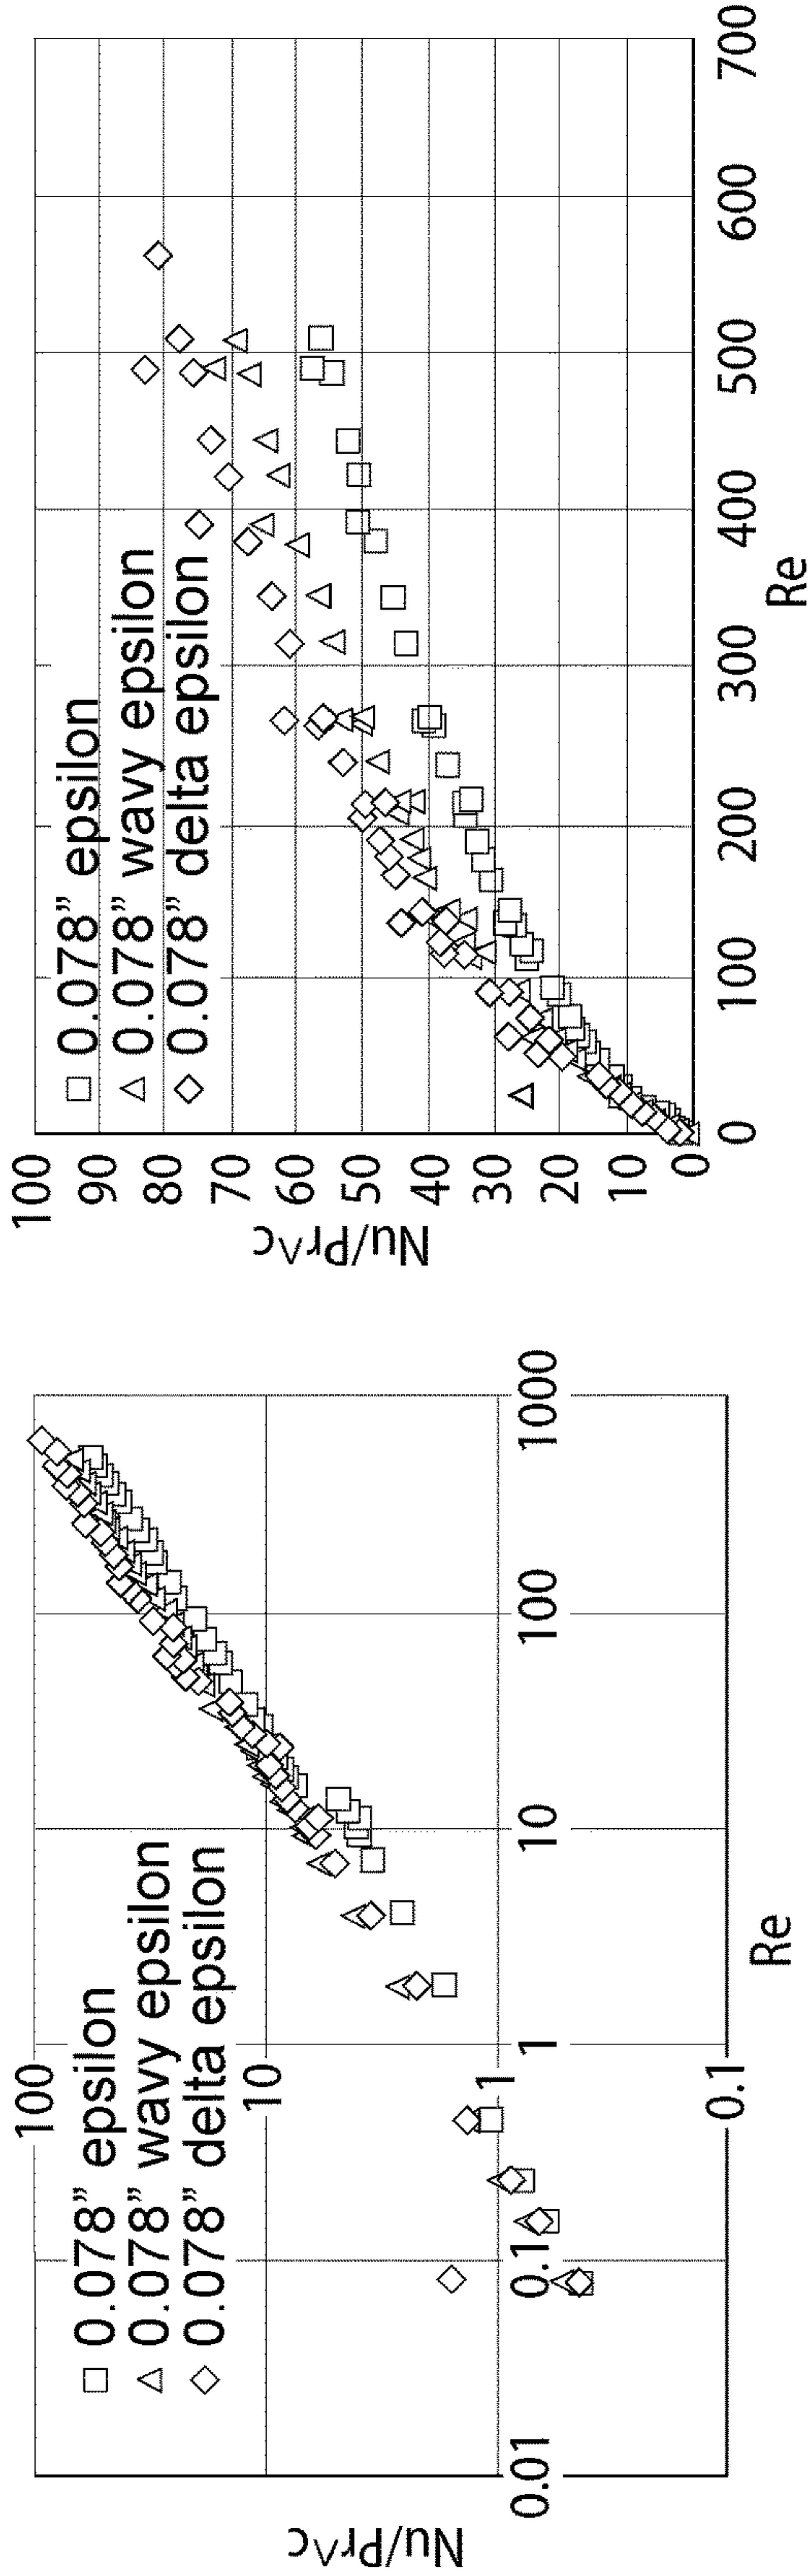 Nu/Pr^c
100
10
1
0.1
0.078” epsilon
0.078” wavy epsilon
0.078” delta epsilon
0.01
0.1
1
10
100
1000
Re
Nu/Pr^c
100
90
80
70
60
50
40
30
20
10
0
0.078” epsilon
0.078” wavy epsilon
0.078” delta epsilon
0
100
200
300
400
500
600
700
Re